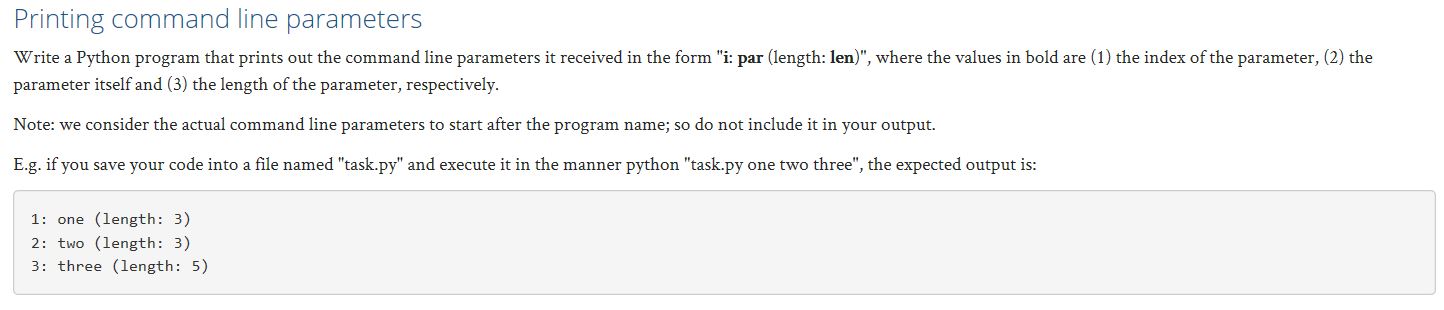 Printing command line parameters
Write a Python program that prints out the command line parameters it received in the form "i: par (length: len)", where the values in bold are (1) the index of the parameter, (2) the
parameter itself and (3) the length of the parameter, respectively.
Note: we consider the actual command line parameters to start after the program name; so do not include it in your output.
E.g. if you save your code into a file named "task.py" and execute it in the manner python "task.py one two three", the expected output is:
1: one (length: 3)
2: two (length: 3)
3: three (length: 5)